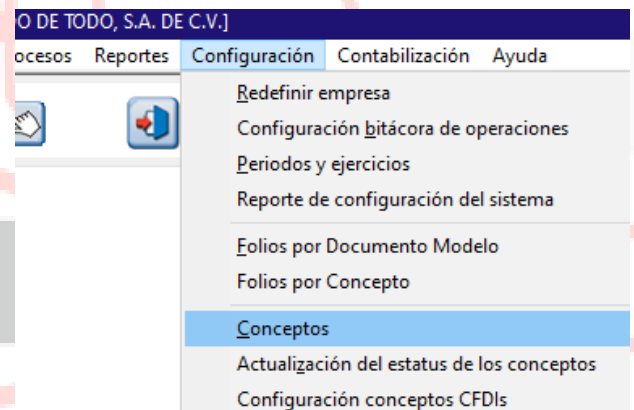 DO DE TODO, S.A. DE C.V.]
ocesos Reportes Configuración Contabilización Ayuda
Redefinir empresa
Configuración bitácora de operaciones
Periodos y ejercicios
Reporte de configuración del sistema
Folios por Documento Modelo
Folios por Concepto
Conceptos
Actualización del estatus de los conceptos
Configuración conceptos CFDIs